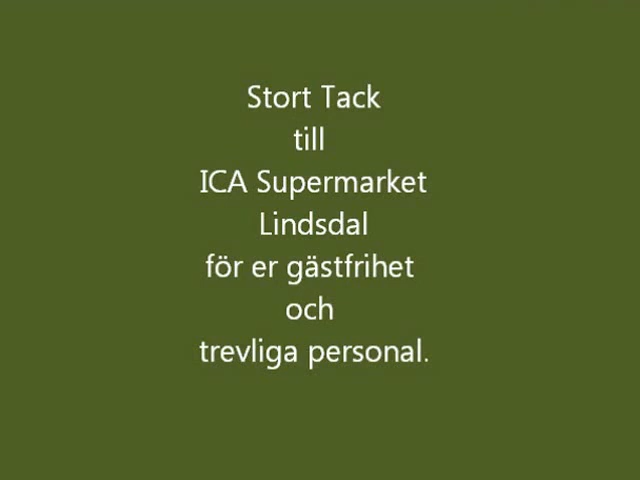 Stort Tack
till
ICA Supermarket
Lindsdal
för er gästfrihet
och
trevliga personal.